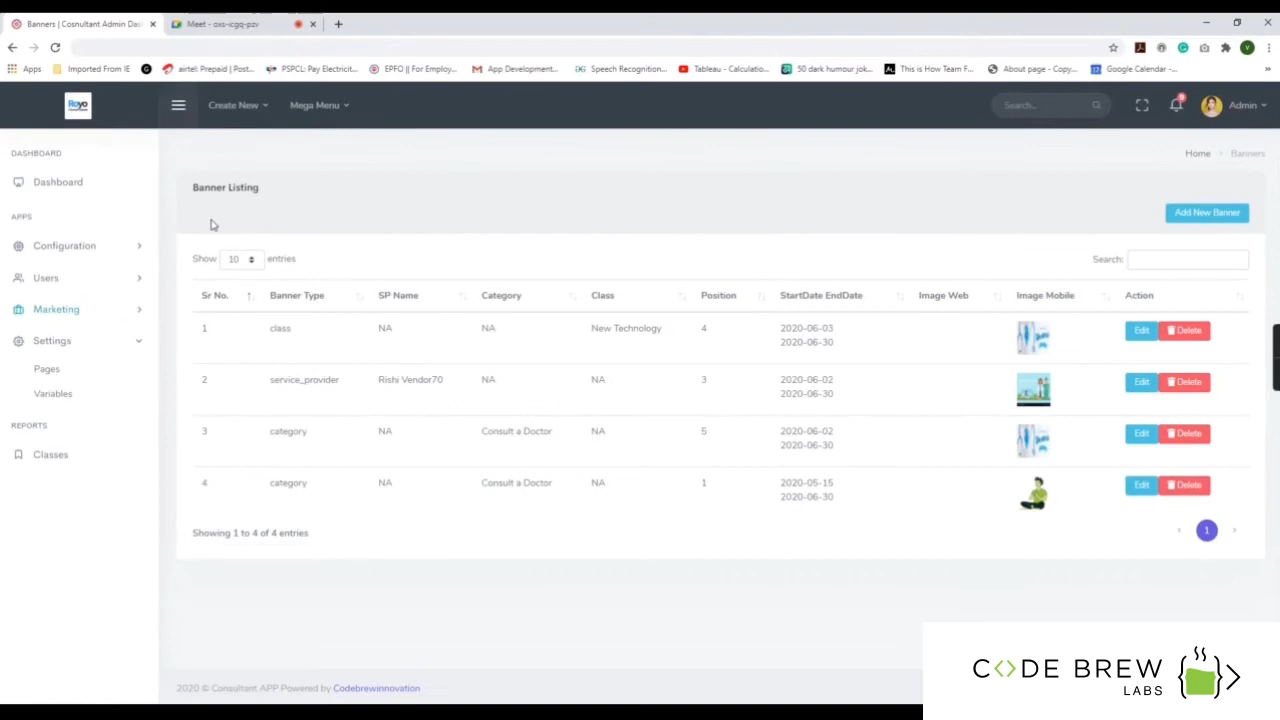 Banners | Cosnultant Admin Das
Meet - oxs-icgq-pzv
Apps
Imported From IE
airtel: Prepaid | Post...
PSPCL: Pay Electricit...
EPFO || For Employ...
App Development...
Speech Recognition...
Tableau - Calculatio...
50 dark humour jok...
This is How Team F...
About page - Copy...
Google Calendar -...
Royo
Create New
Mega Menu
Search...
Admin
DASHBOARD
Dashboard
APPS
Configuration
Users
Marketing
Settings
Pages
Variables
REPORTS
Classes
Home > Banners
Banner Listing
Add New Banner
Show 10 entries
Search:
Sr No. Banner Type SP Name Category Class Position StartDate EndDate Image Web Image Mobile Action
1 class NA NA New Technology 4 2020-06-03 Edit Delete
2020-06-30
2 service_provider Rishi Vendor70 NA NA 3 2020-06-02 Edit Delete
2020-06-30
3 category NA Consult a Doctor NA 5 2020-06-02 Edit Delete
2020-06-30
4 category NA Consult a Doctor NA 1 2020-05-15 Edit Delete
2020-06-30
Showing 1 to 4 of 4 entries
‹ 1 ›
2020 © Consultant APP Powered by Codebrewinnovation
C<>DE BREW
LABS